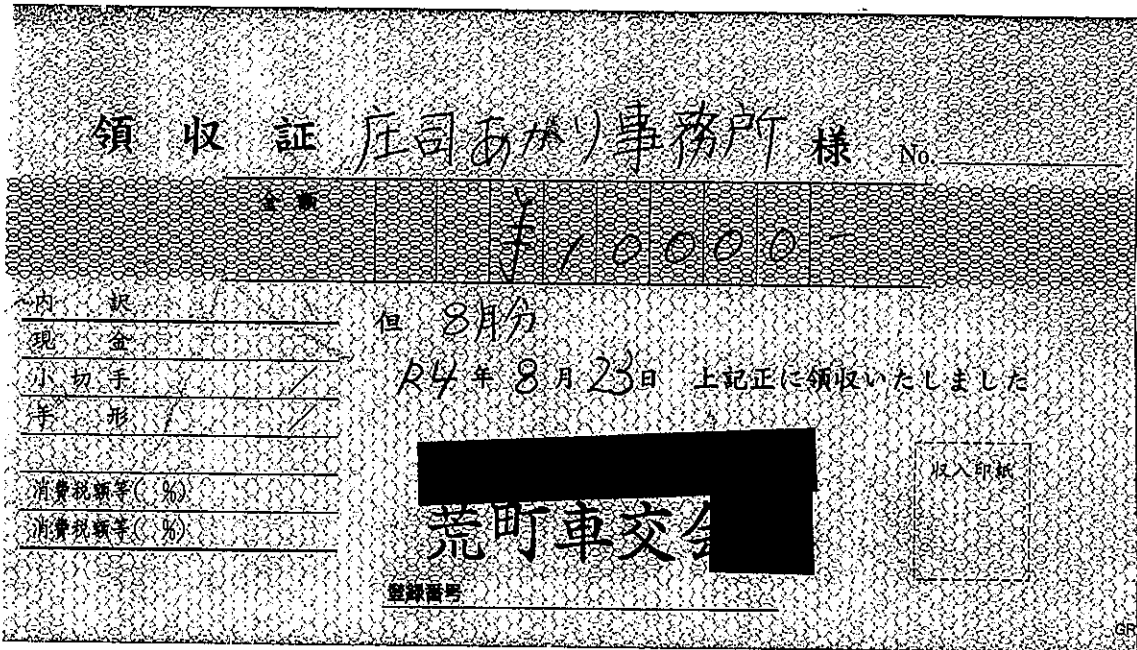 領収証 庄司あかり事務所 様 No.
金額
¥10000-
内訳
現金
小切手
手形
消費税額等( %)
消費税額等( %)
但 8月分
R4年8月23日 上記正に領収いたしました
収入印紙
荒町車交会
登録番号
GR